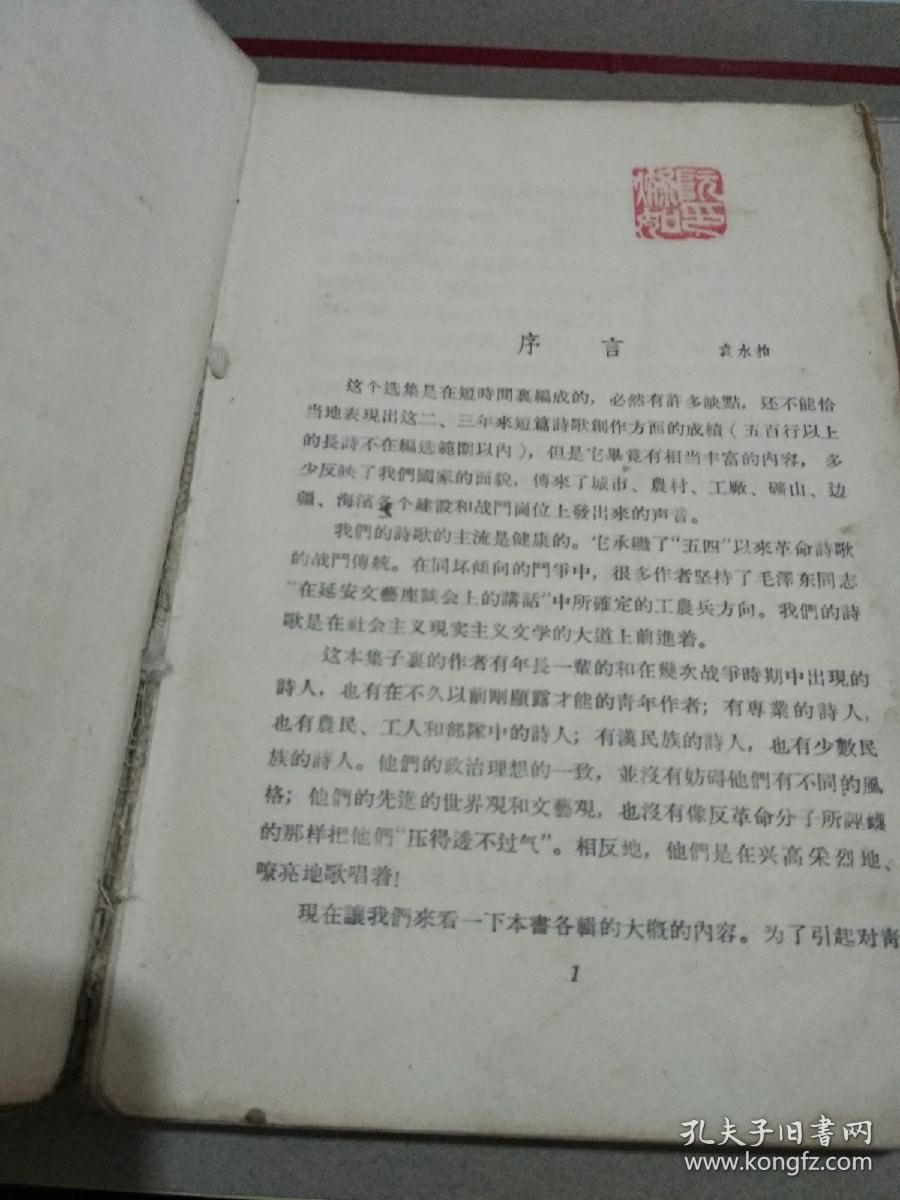 序 言 袁水拍
这个选集是在短時間裏編成的，必然有許多缺點，还不能恰
当地表現出这二、三年來短篇詩歌創作方面的成績（五百行以上
的長詩不在編选範圍以內），但是它畢竟有相当丰富的內容，多
少反映了我們國家的面貌，傳來了城市、農村、工廠、礦山、边
疆、海濱各个建設和战鬥崗位上發出來的声音。
我們的詩歌的主流是健康的。它承繼了“五四”以來革命詩歌
的战鬥傳統。在同坏倾向的鬥爭中，很多作者坚持了毛澤东同志
“在延安文藝座談会上的講話”中所確定的工農兵方向。我們的詩
歌是在社会主义現实主义文学的大道上前進着。
这本集子裏的作者有年長一輩的和在幾次战爭時期中出現的
詩人，也有在不久以前剛顯露才能的青年作者；有專業的詩人，
也有農民、工人和部隊中的詩人；有漢民族的詩人，也有少數民
族的詩人。他們的政治理想的一致，並沒有妨碍他們有不同的風
格；他們的先進的世界观和文藝观，也沒有像反革命分子所誣衊
的那样把他們“压得透不过气”。相反地，他們是在兴高采烈地、
嘹亮地歌唱着！
現在讓我們來看一下本書各輯的大概的內容。为了引起对青
1
孔夫子旧書网
www.kongfz.com